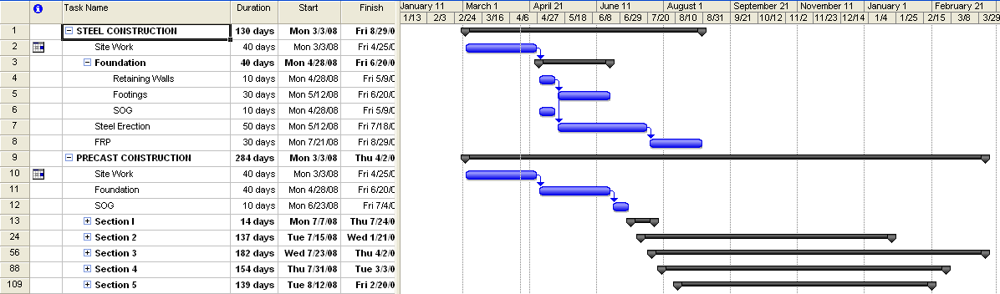 Task Name Duration Start Finish January 11 March 1 April 21 June 11 August 1 September 21 November 11 January 1 February 21
1/13 2/3 2/24 3/16 4/6 4/27 5/18 6/8 6/29 7/20 8/10 8/31 9/21 10/12 11/2 11/23 12/14 1/4 1/25 2/15 3/8 3/29
1 STEEL CONSTRUCTION 130 days Mon 3/3/08 Fri 8/29/0
2 Site Work 40 days Mon 3/3/08 Fri 4/25/0
3 Foundation 40 days Mon 4/28/08 Fri 6/20/0
4 Retaining Walls 10 days Mon 4/28/08 Fri 5/9/0
5 Footings 30 days Mon 5/12/08 Fri 6/20/0
6 SOG 10 days Mon 4/28/08 Fri 5/9/0
7 Steel Erection 50 days Mon 5/12/08 Fri 7/18/0
8 FRP 30 days Mon 7/21/08 Fri 8/29/0
9 PRECAST CONSTRUCTION 284 days Mon 3/3/08 Thu 4/2/0
10 Site Work 40 days Mon 3/3/08 Fri 4/25/0
11 Foundation 40 days Mon 4/28/08 Fri 6/20/0
12 SOG 10 days Mon 6/23/08 Fri 7/4/0
13 Section I 14 days Mon 7/7/08 Thu 7/24/0
24 Section 2 137 days Tue 7/15/08 Wed 1/21/0
56 Section 3 182 days Wed 7/23/08 Thu 4/2/0
88 Section 4 154 days Thu 7/31/08 Tue 3/3/0
109 Section 5 139 days Tue 8/12/08 Fri 2/20/0